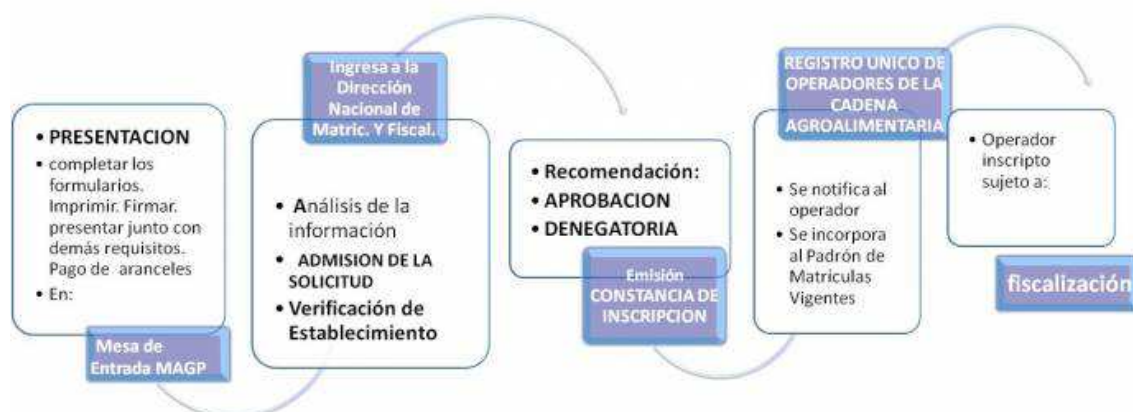 • PRESENTACION
• completar los
formularios.
Imprimir. Firmar.
presentar junto con
demás requisitos.
Pago de aranceles
• En:
Mesa de
Entrada MAGP
Ingresa a la
Dirección
Nacional de
Matric. Y Fiscal.
• Análisis de la
información
• ADMISION DE LA
SOLICITUD
• Verificación de
Establecimiento
• Recomendación:
• APROBACION
• DENEGATORIA
Emisión
CONSTANCIA DE
INSCRIPCION
REGISTRO UNICO DE
OPERADORES DE LA
CADENA
AGROALIMENTARIA
• Se notifica al
operador
• Se incorpora
al Padrón de
Matrículas
Vigentes
• Operador
inscripto
sujeto a:
fiscalización